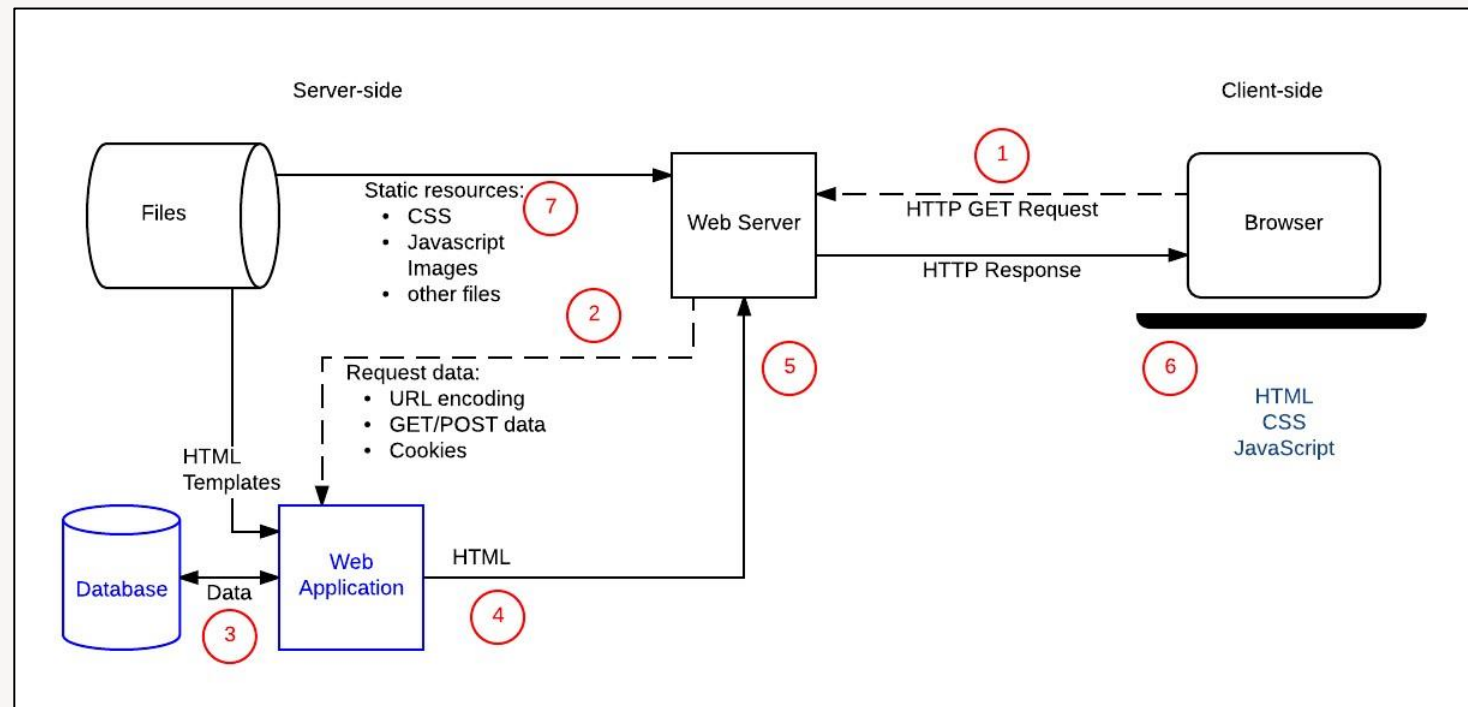 Server-side
Client-side
Files
Static resources:
• CSS
• Javascript
Images
• other files
7
Web Server
1
HTTP GET Request
HTTP Response
Browser
2
Request data:
• URL encoding
• GET/POST data
• Cookies
5
6
HTML
CSS
JavaScript
HTML
Templates
Database
Data
3
Web
Application
HTML
4